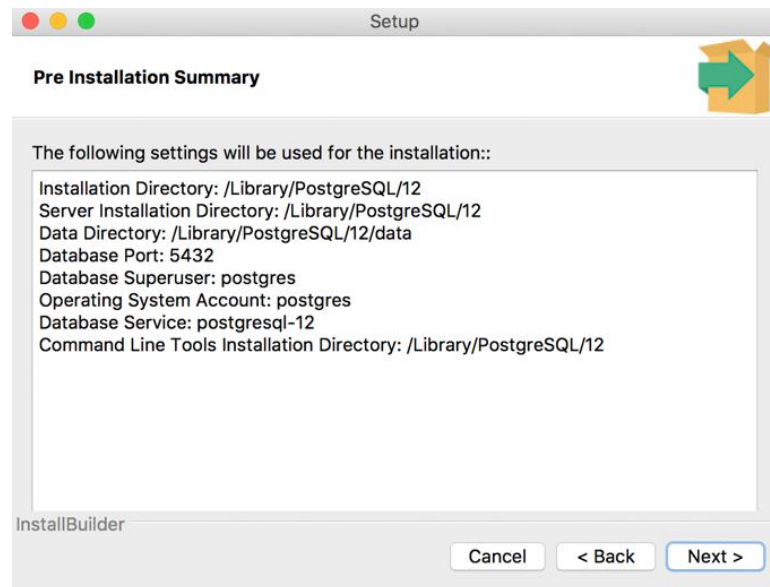 Setup
Pre Installation Summary
The following settings will be used for the installation::
Installation Directory: /Library/PostgreSQL/12
Server Installation Directory: /Library/PostgreSQL/12
Data Directory: /Library/PostgreSQL/12/data
Database Port: 5432
Database Superuser: postgres
Operating System Account: postgres
Database Service: postgresql-12
Command Line Tools Installation Directory: /Library/PostgreSQL/12
InstallBuilder
Cancel < Back Next >